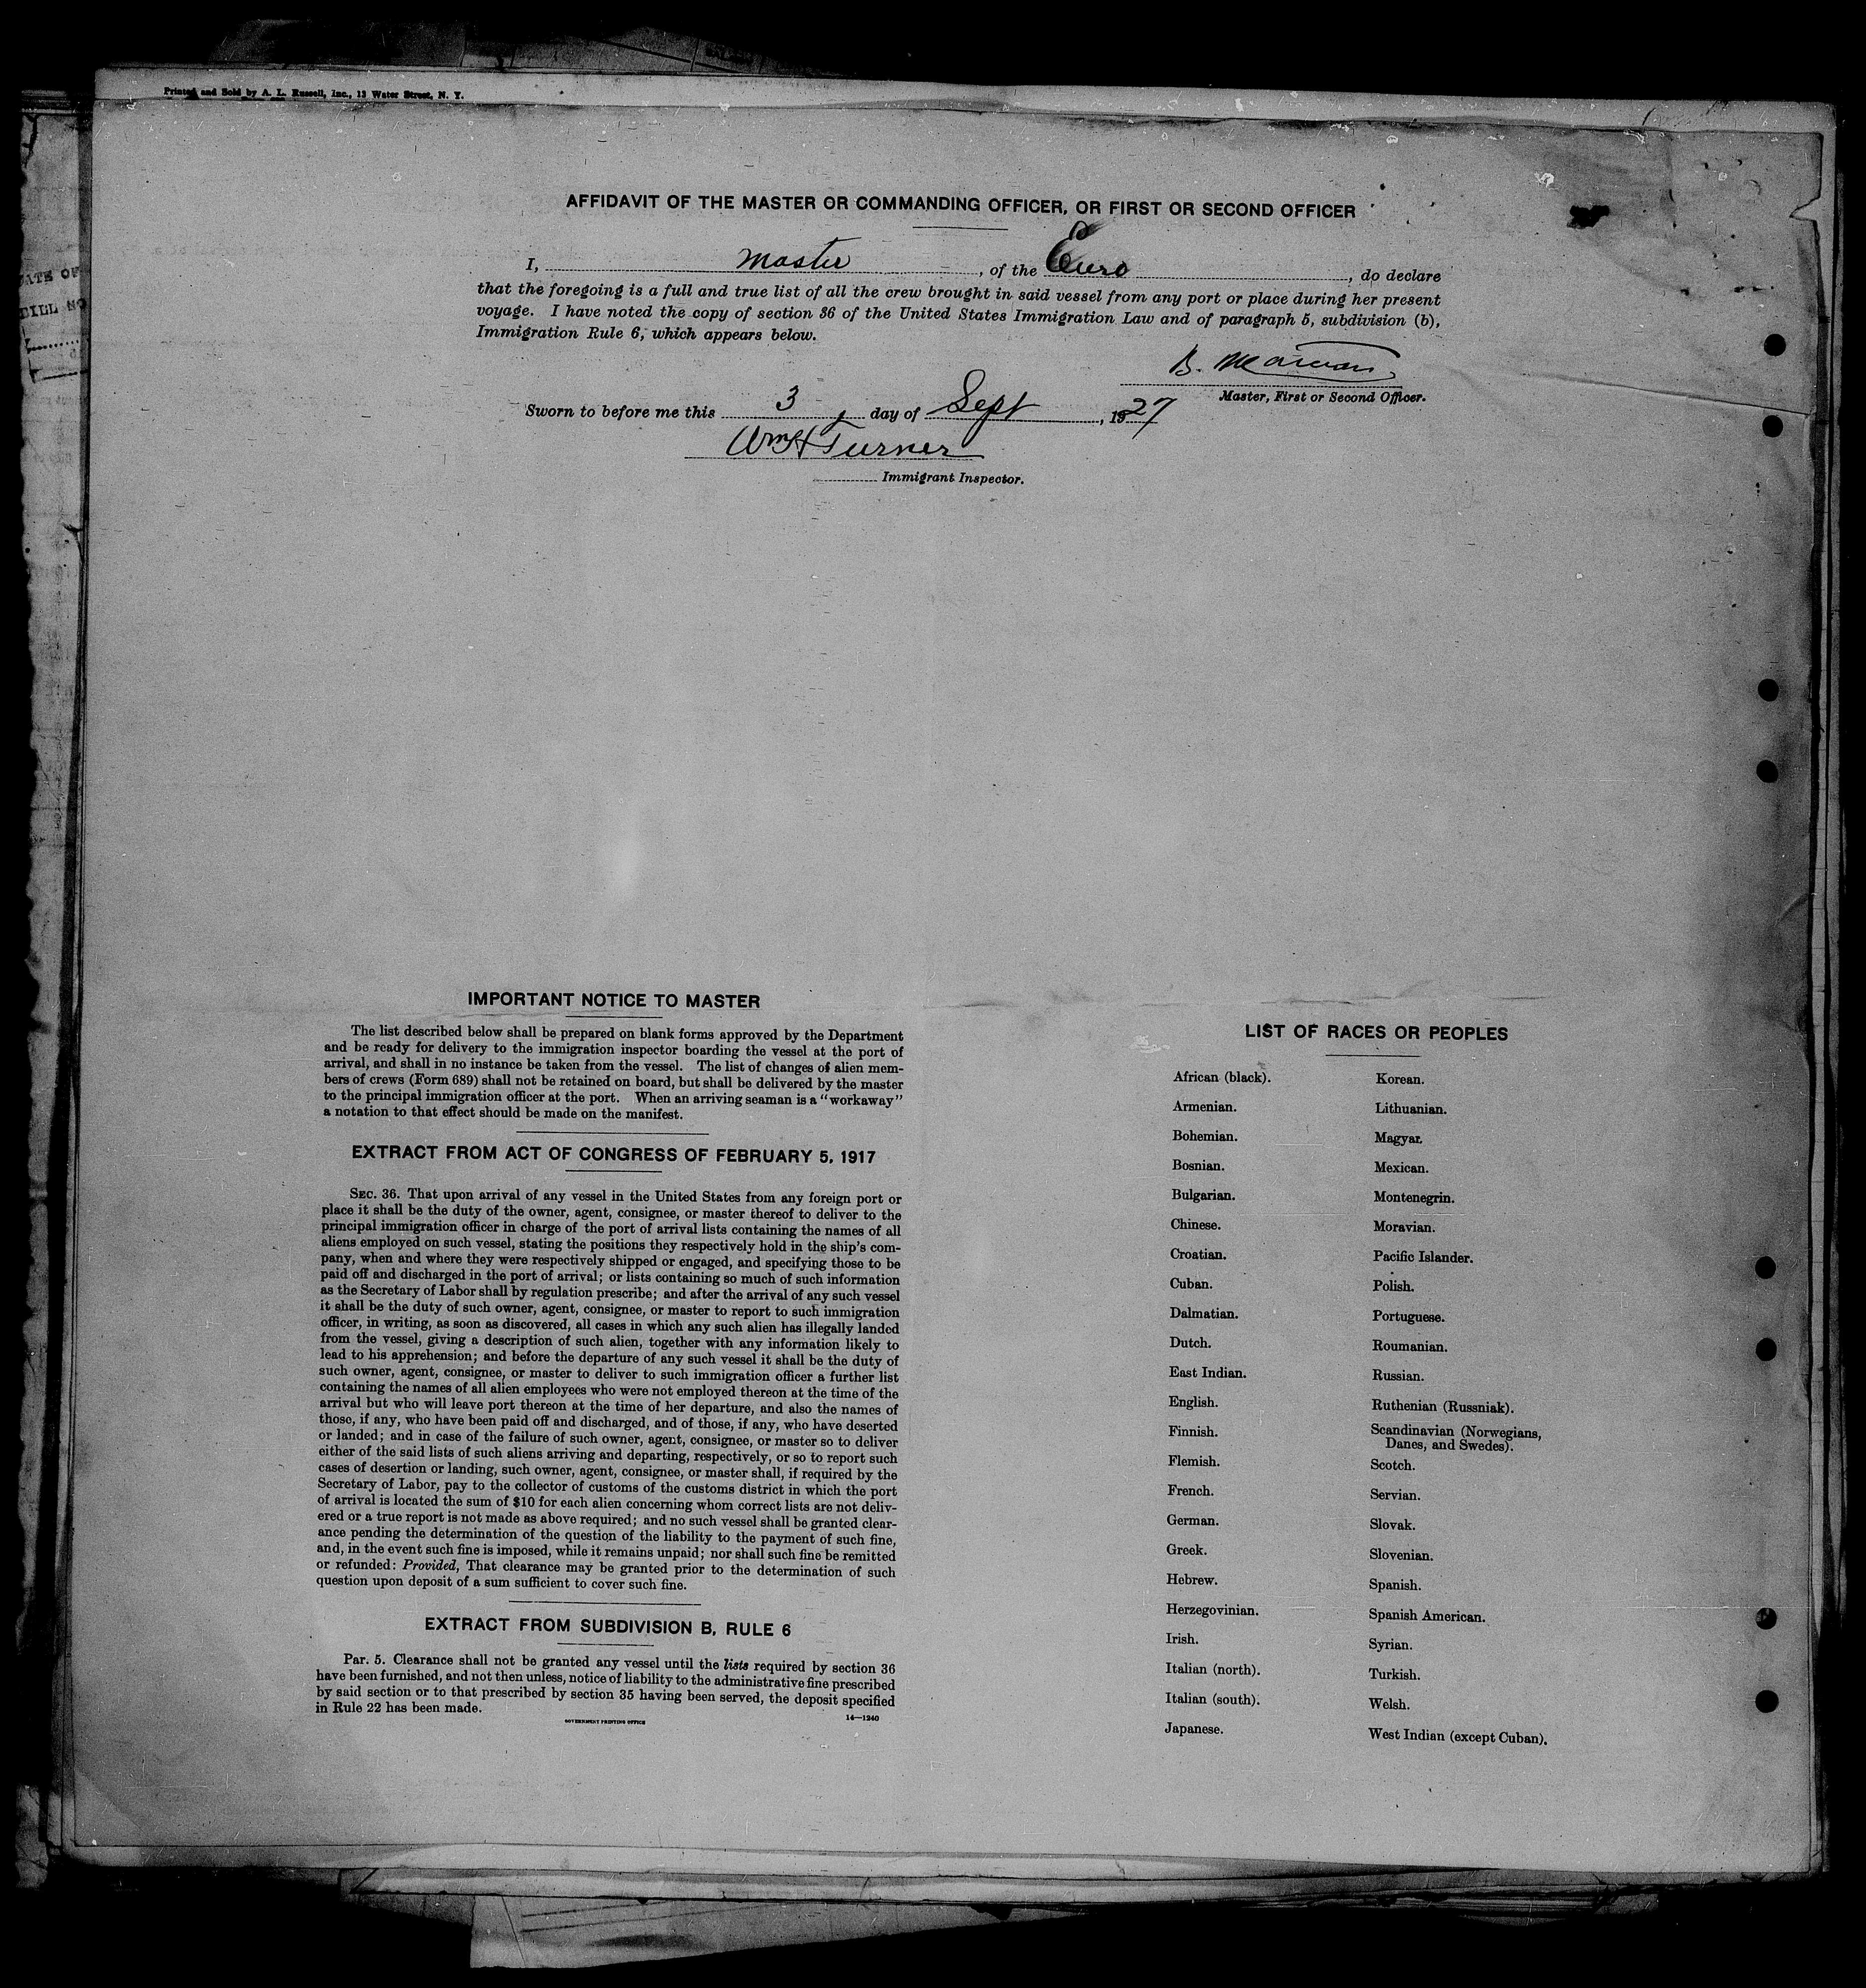 Printed and Sold by A. L. Russell, Inc., 13 Water Street, N. Y.
AFFIDAVIT OF THE MASTER OR COMMANDING OFFICER, OR FIRST OR SECOND OFFICER
I, Master, of the Euro, do declare
that the foregoing is a full and true list of all the crew brought in said vessel from any port or place during her present
voyage. I have noted the copy of section 36 of the United States Immigration Law and of paragraph 5, subdivision (b),
Immigration Rule 6, which appears below.
B.
Master, First or Second Officer.
Sworn to before me this 3 day of Sept, 1927
Wm H Turner
Immigrant Inspector.
IMPORTANT NOTICE TO MASTER
The list described below shall be prepared on blank forms approved by the Department
and be ready for delivery to the immigration inspector boarding the vessel at the port of
arrival, and shall in no instance be taken from the vessel. The list of changes of alien mem-
bers of crews (Form 689) shall not be retained on board, but shall be delivered by the master
to the principal immigration officer at the port. When an arriving seaman is a "workaway"
a notation to that effect should be made on the manifest.
EXTRACT FROM ACT OF CONGRESS OF FEBRUARY 5, 1917
SEC. 36. That upon arrival of any vessel in the United States from any foreign port or
place it shall be the duty of the owner, agent, consignee, or master thereof to deliver to the
principal immigration officer in charge of the port of arrival lists containing the names of all
aliens employed on such vessel, stating the positions they respectively hold in the ship's com-
pany, when and where they were respectively shipped or engaged, and specifying those to be
paid off and discharged in the port of arrival; or lists containing so much of such information
as the Secretary of Labor shall by regulation prescribe; and after the arrival of any such vessel
it shall be the duty of such owner, agent, consignee, or master to report to such immigration
officer, in writing, as soon as discovered, all cases in which any such alien has illegally landed
from the vessel, giving a description of such alien, together with any information likely to
lead to his apprehension; and before the departure of any such vessel it shall be the duty of
such owner, agent, consignee, or master to deliver to such immigration officer a further list
containing the names of all alien employees who were not employed thereon at the time of the
arrival but who will leave port thereon at the time of her departure, and also the names of
those, if any, who have been paid off and discharged, and of those, if any, who have deserted
or landed; and in case of the failure of such owner, agent, consignee, or master so to deliver
either of the said lists of such aliens arriving and departing, respectively, or so to report such
cases of desertion or landing, such owner, agent, consignee, or master shall, if required by the
Secretary of Labor, pay to the collector of customs of the customs district in which the port
of arrival is located the sum of $10 for each alien concerning whom correct lists are not deliv-
ered or a true report is not made as above required; and no such vessel shall be granted clear-
ance pending the determination of the question of the liability to the payment of such fine,
and, in the event such fine is imposed, while it remains unpaid; nor shall such fine be remitted
or refunded: Provided, That clearance may be granted prior to the determination of such
question upon deposit of a sum sufficient to cover such fine.
EXTRACT FROM SUBDIVISION B, RULE 6
Par. 5. Clearance shall not be granted any vessel until the lists required by section 36
have been furnished, and not then unless, notice of liability to the administrative fine prescribed
by said section or to that prescribed by section 35 having been served, the deposit specified
in Rule 22 has been made.
GOVERNMENT PRINTING OFFICE 14—1240
LIST OF RACES OR PEOPLES
African (black).
Armenian.
Bohemian.
Bosnian.
Bulgarian.
Chinese.
Croatian.
Cuban.
Dalmatian.
Dutch.
East Indian.
English.
Finnish.
Flemish.
French.
German.
Greek.
Hebrew.
Herzegovinian.
Irish.
Italian (north).
Italian (south).
Japanese.
Korean.
Lithuanian.
Magyar.
Mexican.
Montenegrin.
Moravian.
Pacific Islander.
Polish.
Portuguese.
Roumanian.
Russian.
Ruthenian (Russniak).
Scandinavian (Norwegians,
Danes, and Swedes).
Scotch.
Servian.
Slovak.
Slovenian.
Spanish.
Spanish American.
Syrian.
Turkish.
Welsh.
West Indian (except Cuban).